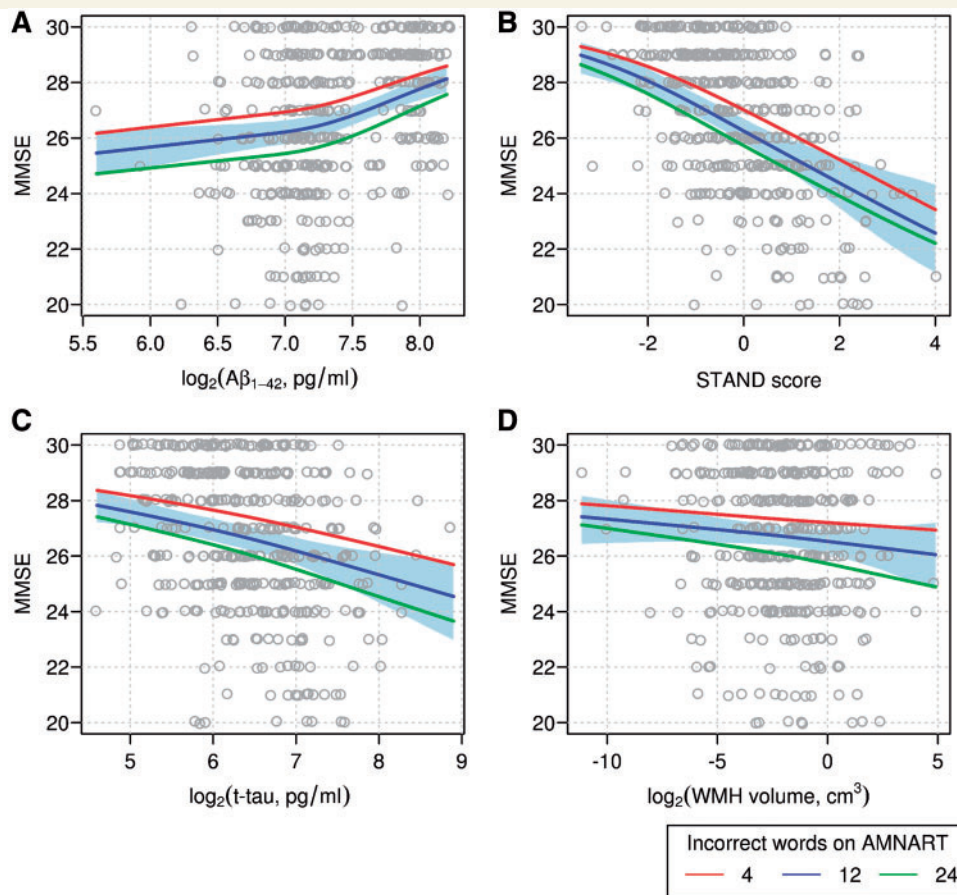 A
30
28
26
24
22
20
MMSE
5.5 6.0 6.5 7.0 7.5 8.0
log₂(Aβ₁₋₄₂, pg/ml)
B
30
28
26
24
22
20
MMSE
-2 0 2 4
STAND score
C
30
28
26
24
22
20
MMSE
5 6 7 8 9
log₂(t-tau, pg/ml)
D
30
28
26
24
22
20
MMSE
-10 -5 0 5
log₂(WMH volume, cm³)
Incorrect words on AMNART
4 12 24